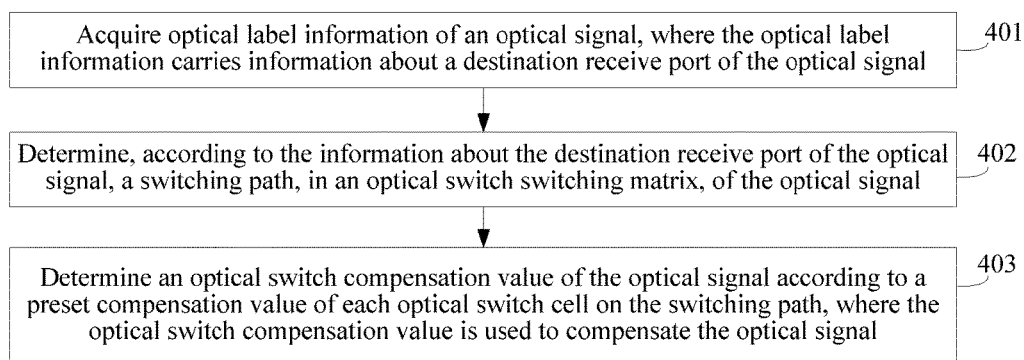 Acquire optical label information of an optical signal, where the optical label
information carries information about a destination receive port of the optical signal
401
Determine, according to the information about the destination receive port of the optical
signal, a switching path, in an optical switch switching matrix, of the optical signal
402
Determine an optical switch compensation value of the optical signal according to a
preset compensation value of each optical switch cell on the switching path, where the
optical switch compensation value is used to compensate the optical signal
403